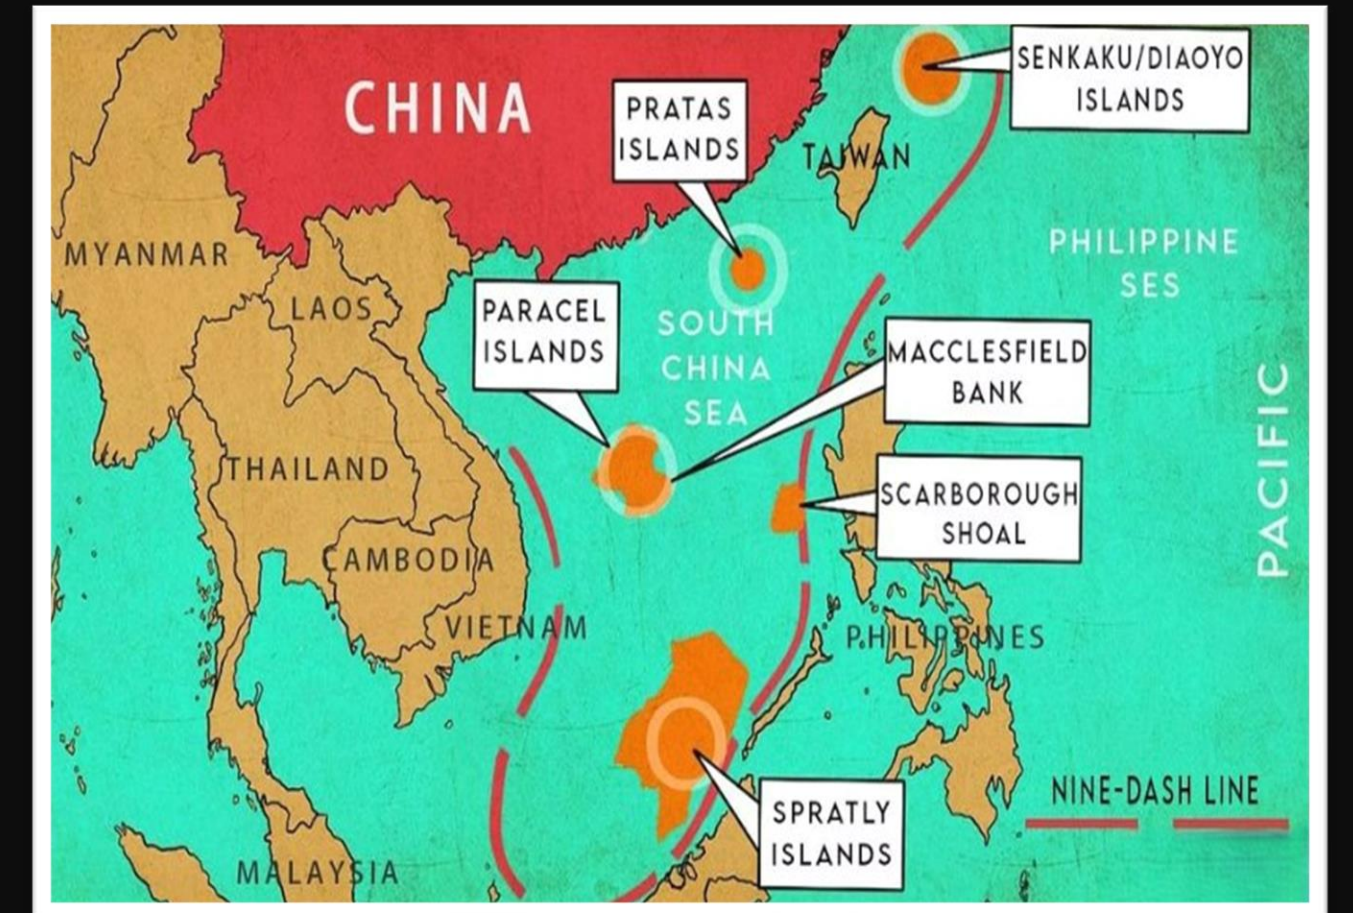 CHINA
SENKAKU/DIAOYO
ISLANDS
PRATAS
ISLANDS
TAIWAN
MYANMAR
PHILIPPINE
SES
LAOS
PARACEL
ISLANDS
SOUTH
CHINA
SEA
MACCLESFIELD
BANK
THAILAND
SCARBOROUGH
SHOAL
PACIFIC
CAMBODIA
VIETNAM
PHILIPPINES
NINE-DASH LINE
SPRATLY
ISLANDS
MALAYSIA